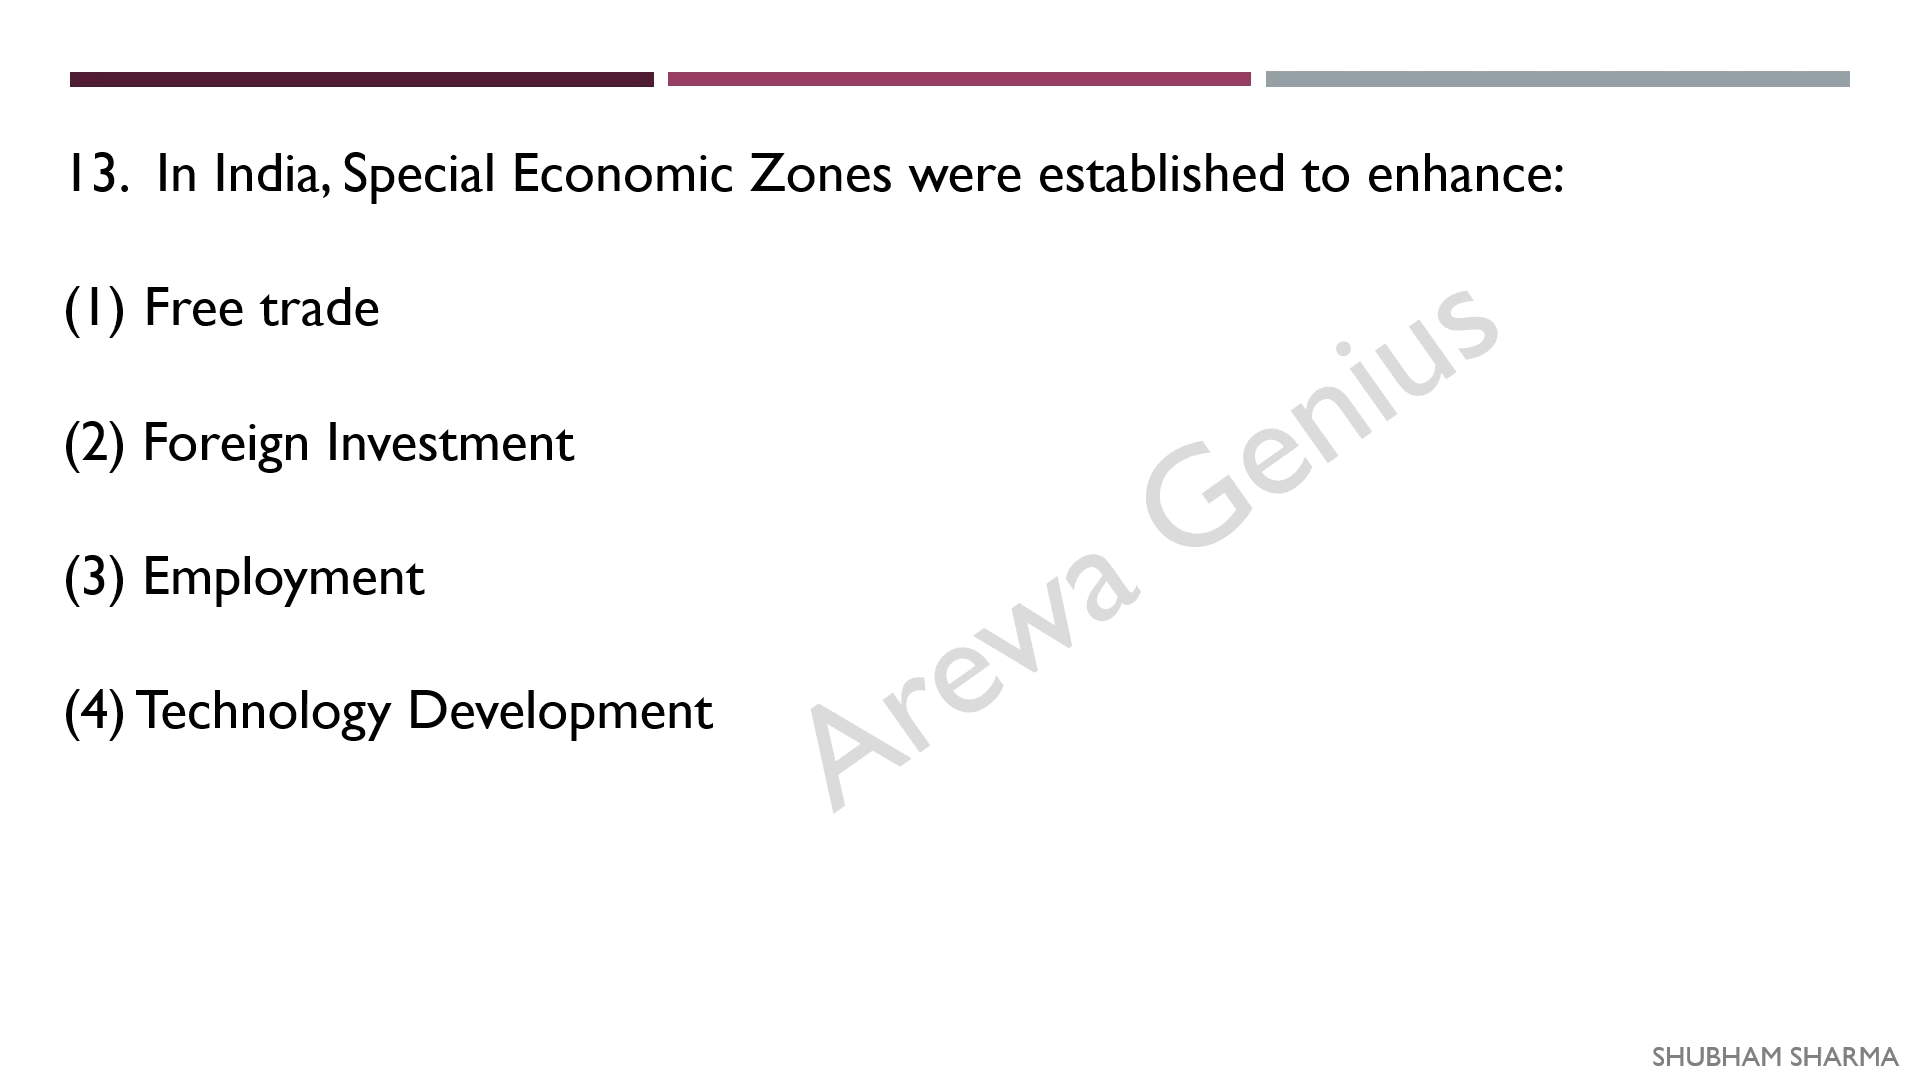 13. In India, Special Economic Zones were established to enhance:
(1) Free trade
(2) Foreign Investment
(3) Employment
(4) Technology Development
Arewa Genius
SHUBHAM SHARMA